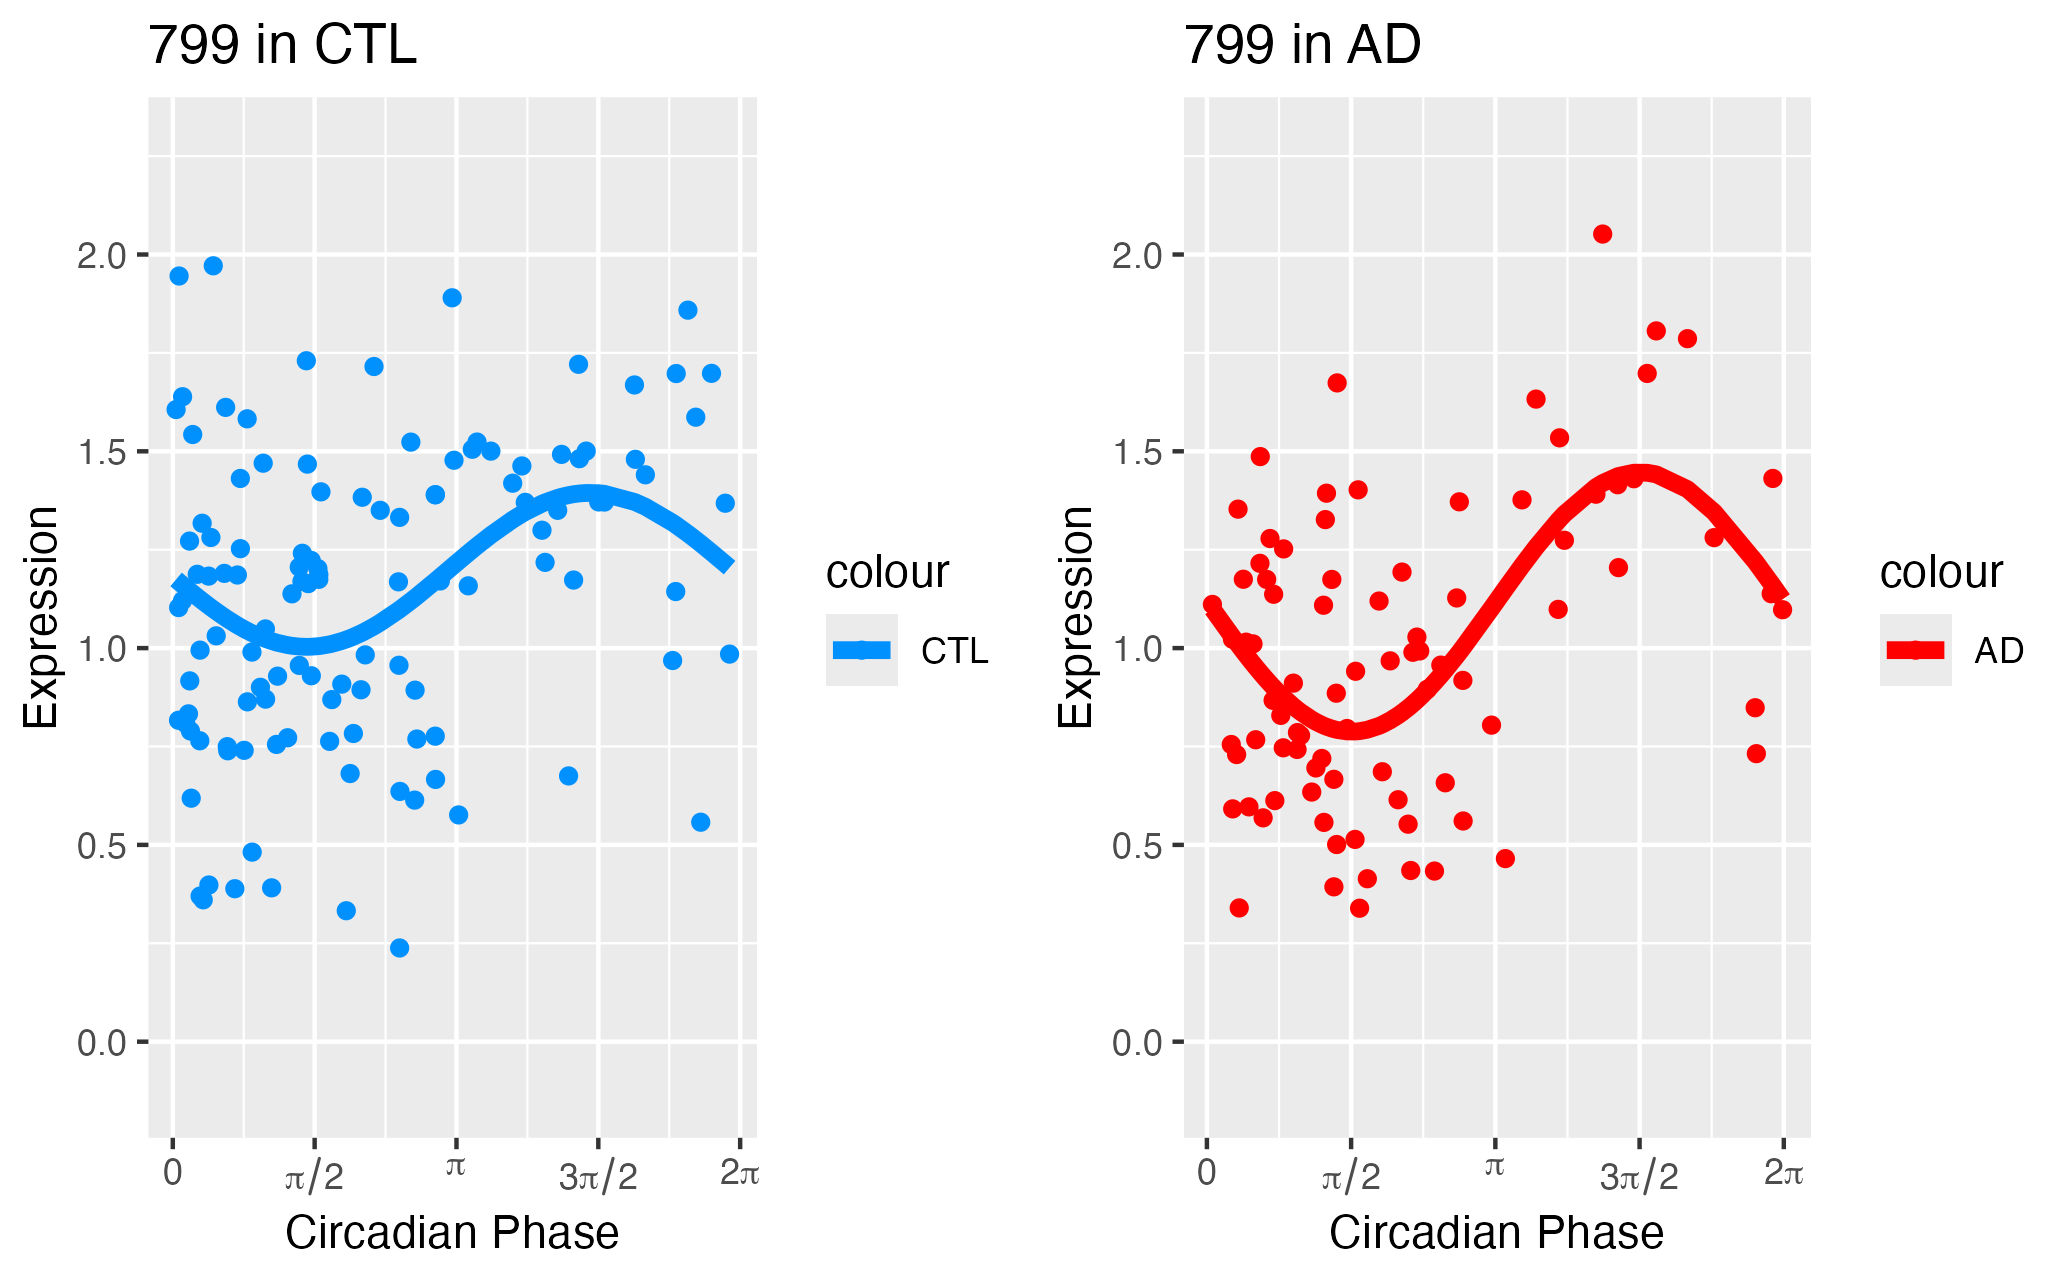 799 in CTL
Expression
2.0
1.5
1.0
0.5
0.0
0
π/2
π
3π/2
2π
Circadian Phase
colour
CTL
799 in AD
Expression
2.0
1.5
1.0
0.5
0.0
0
π/2
π
3π/2
2π
Circadian Phase
colour
AD